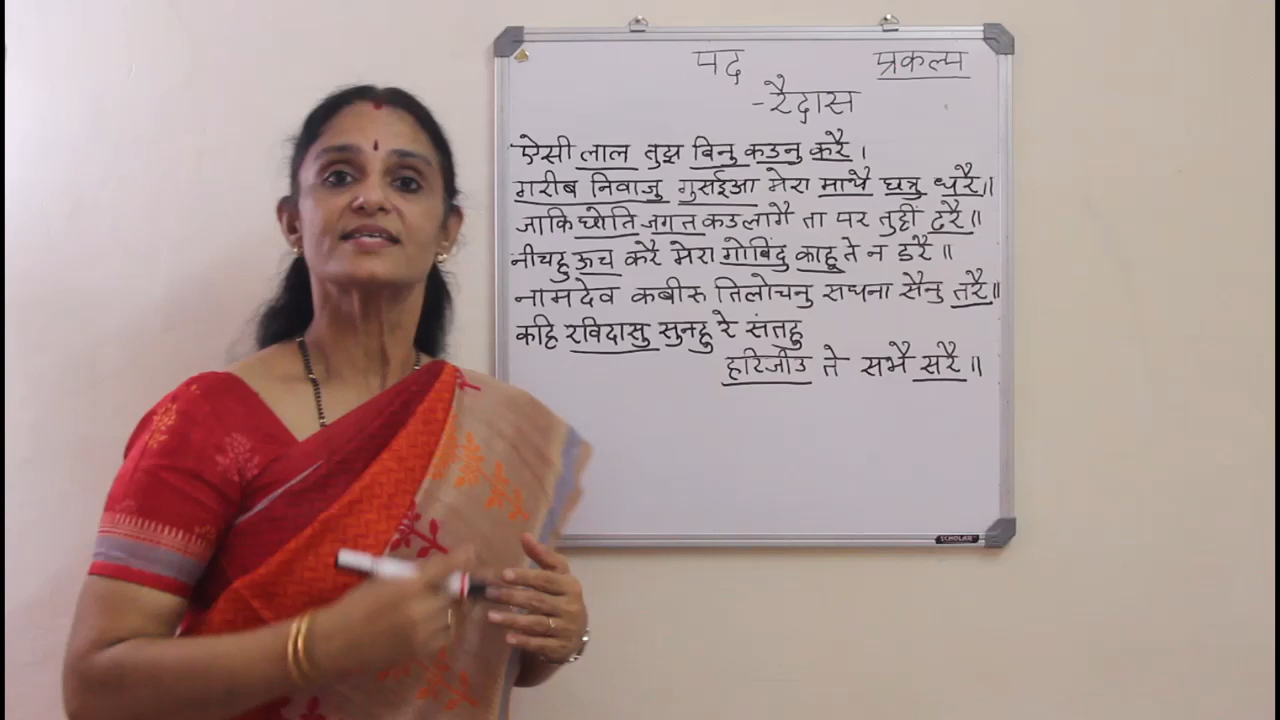 पद प्रकल्प
-रैदास
ऐसी लाल तुझ बिनु कउनु करै।
गरीब निवाजु गुसईआ मेरा माथै छत्रु धरै॥
जाकि छोति जगत कउ लागै ता पर तुहीं ढरै॥
नीचहु ऊच करै मेरा गोबिंदु काहू ते न डरै॥
नामदेव कबीरु तिलोचनु सधना सैनु तरै॥
कहि रविदासु सुनहु रे संतहु
हरिजीउ ते सभै सरै॥
SCHOLAR